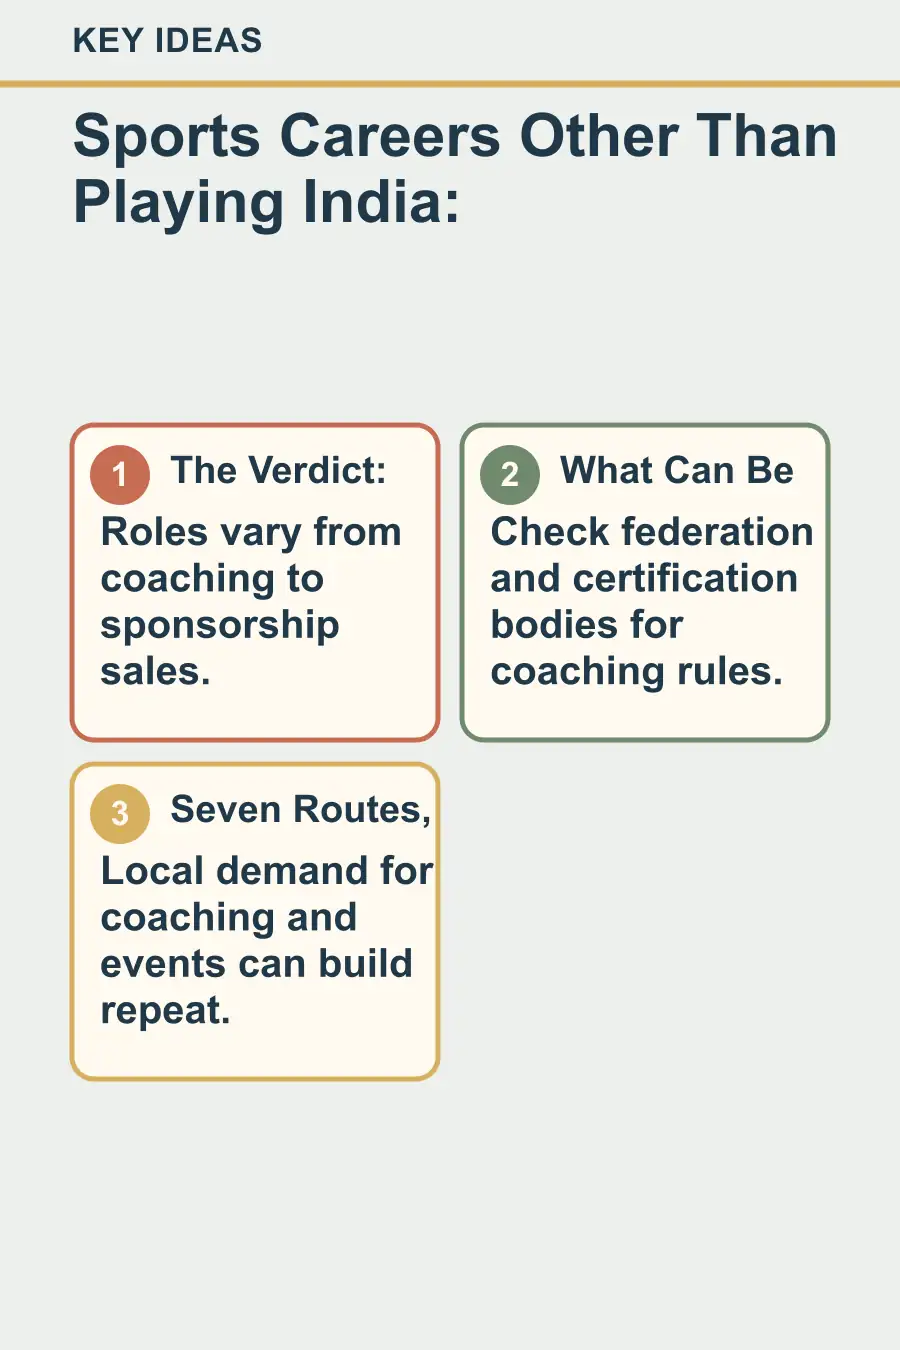 KEY IDEAS
Sports Careers Other Than
Playing India:
1 The Verdict:
Roles vary from
coaching to
sponsorship
sales.
2 What Can Be
Check federation
and certification
bodies for
coaching rules.
3 Seven Routes,
Local demand for
coaching and
events can build
repeat.